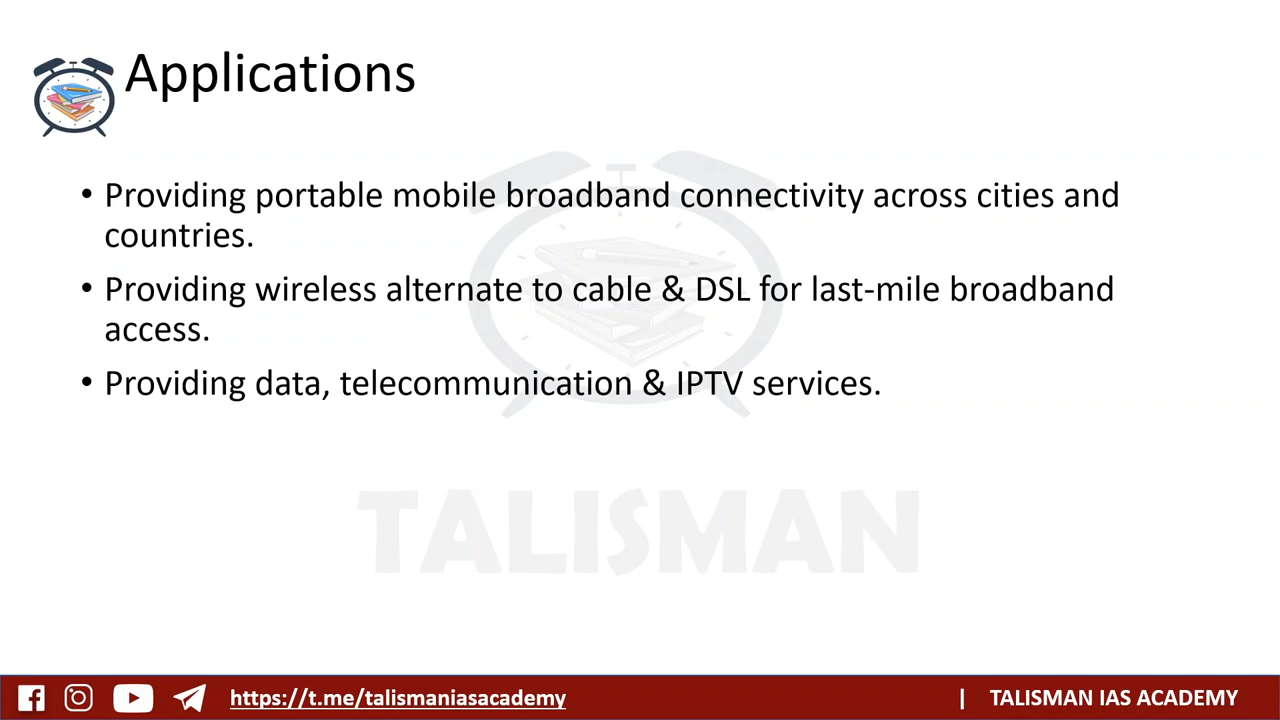 Applications
• Providing portable mobile broadband connectivity across cities and
countries.
• Providing wireless alternate to cable & DSL for last-mile broadband
access.
• Providing data, telecommunication & IPTV services.
TALISMAN
https://t.me/talismaniasacademy | TALISMAN IAS ACADEMY